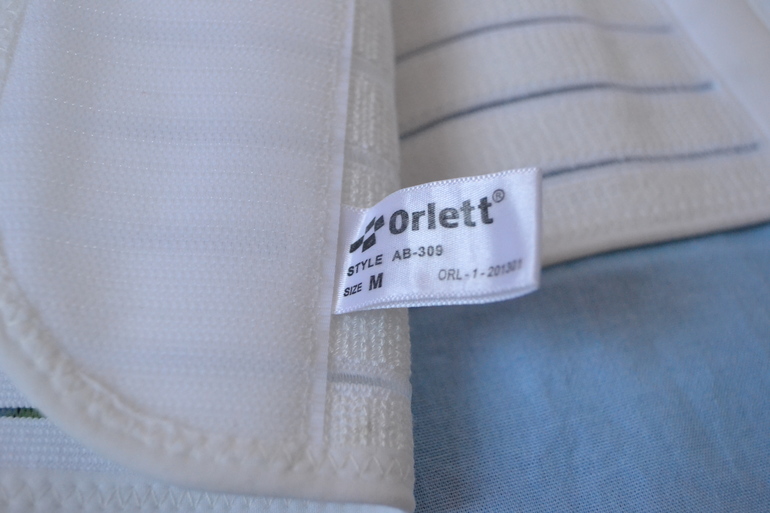 Orlett®
STYLE AB-309
SIZE M ORL-1-201301